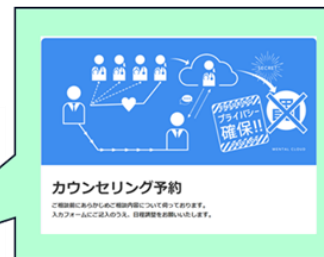 SECRET
プライバシー
確保!!
MENTAL CLOUD
カウンセリング予約
ご相談前にあらかじめご相談内容について伺っております。
入力フォームにご記入のうえ、日程調整をお願いいたします。